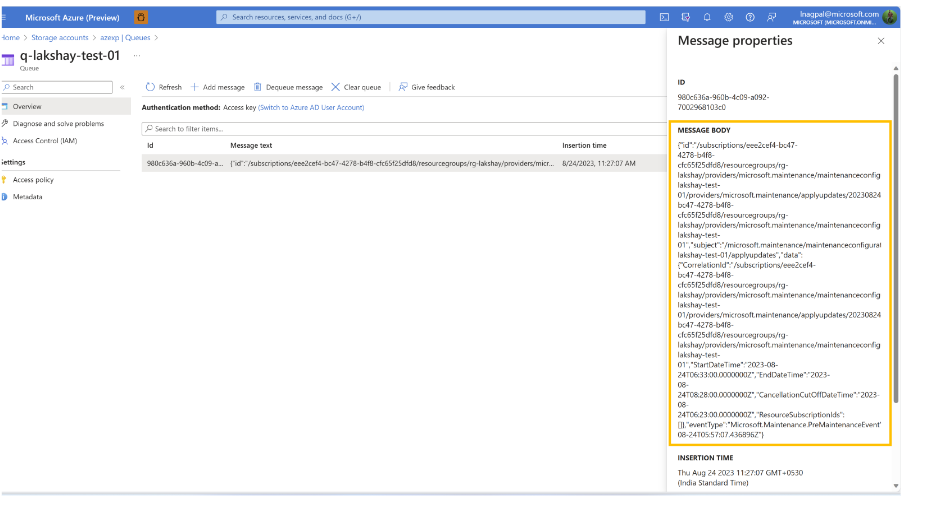 Microsoft Azure (Preview)
Search resources, services, and docs (G+/)
lnagpal@microsoft.com
MICROSOFT (MICROSOFT.ONMI...
Home > Storage accounts > azexp | Queues >
q-lakshay-test-01 ...
Queue
Search
«
Overview
Diagnose and solve problems
Access Control (IAM)
Settings
Access policy
Metadata
Refresh
Add message
Dequeue message
Clear queue
Give feedback
Authentication method: Access key (Switch to Azure AD User Account)
Search to filter items...
Id
Message text
Insertion time
980c636a-960b-4c09-a...
{"id":"/subscriptions/eee2cef4-bc47-4278-b4f8-cfc65f25dfd8/resourcegroups/rg-lakshay/providers/micr...
8/24/2023, 11:27:07 AM
Message properties
ID
980c636a-960b-4c09-a092-
7002968103c0
MESSAGE BODY
{"id":"/subscriptions/eee2cef4-bc47-
4278-b4f8-
cfc65f25dfd8/resourcegroups/rg-
lakshay/providers/microsoft.maintenance/maintenanceconfig
lakshay-test-
01/providers/microsoft.maintenance/applyupdates/20230824
bc47-4278-b4f8-
cfc65f25dfd8/resourcegroups/rg-
lakshay/providers/microsoft.maintenance/maintenanceconfig
lakshay-test-
01","subject":"/microsoft.maintenance/maintenanceconfigurat
lakshay-test-01/applyupdates","data":
{"CorrelationId":"/subscriptions/eee2cef4-
bc47-4278-b4f8-
cfc65f25dfd8/resourcegroups/rg-
lakshay/providers/microsoft.maintenance/maintenanceconfig
lakshay-test-
01/providers/microsoft.maintenance/applyupdates/20230824
bc47-4278-b4f8-
cfc65f25dfd8/resourcegroups/rg-
lakshay/providers/microsoft.maintenance/maintenanceconfig
lakshay-test-
01","StartDateTime":"2023-08-
24T06:33:00.0000000Z","EndDateTime":"2023-
08-
24T08:28:00.0000000Z","CancellationCutOffDateTime":"2023-
08-
24T06:23:00.0000000Z","ResourceSubscriptionIds":
[]},"eventType":"Microsoft.Maintenance.PreMaintenanceEvent"
08-24T05:57:07.436896Z"}
INSERTION TIME
Thu Aug 24 2023 11:27:07 GMT+0530
(India Standard Time)